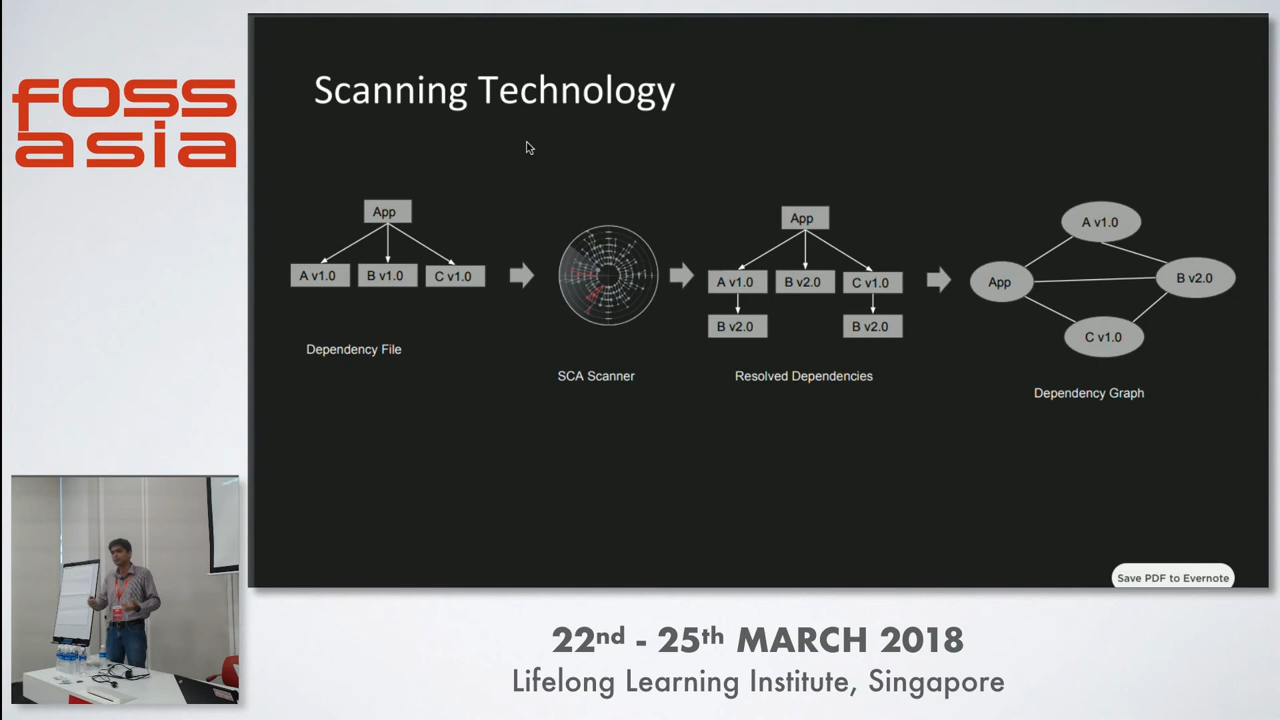 foss
asia
Scanning Technology
App
A v1.0 B v1.0 C v1.0
Dependency File
SCA Scanner
App
A v1.0 B v2.0 C v1.0
B v2.0 B v2.0
Resolved Dependencies
A v1.0
App
B v2.0
C v1.0
Dependency Graph
Save PDF to Evernote
22nd - 25th MARCH 2018
Lifelong Learning Institute, Singapore